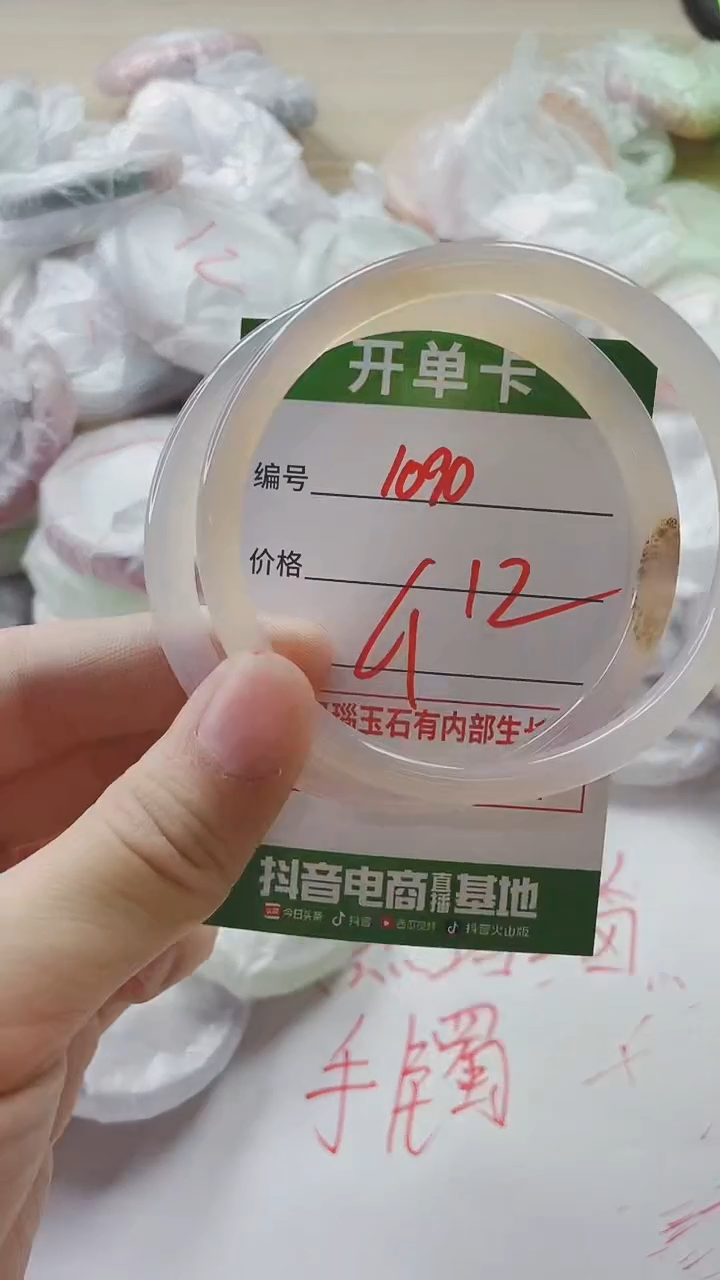 12
开单卡
编号 1090
价格 12
瑙玉石有内部生长
抖音电商直播基地
今日头条 抖音 西瓜视频 抖音火山版
手镯